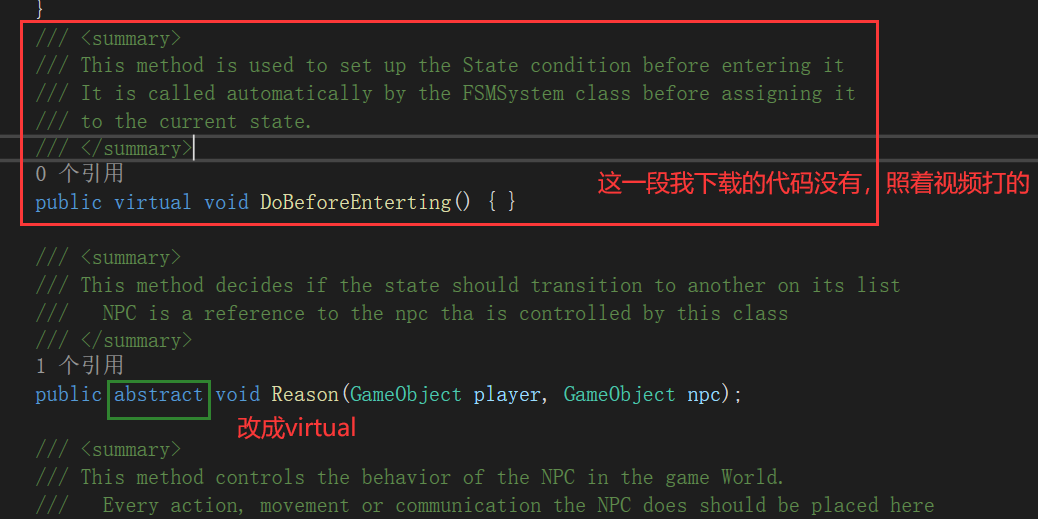 }
/// <summary>
/// This method is used to set up the State condition before entering it
/// It is called automatically by the FSMSystem class before assigning it
/// to the current state.
/// </summary>
0 个引用
这一段我下载的代码没有，照着视频打的
public virtual void DoBeforeEnterting() { }
/// <summary>
/// This method decides if the state should transition to another on its list
/// NPC is a reference to the npc tha is controlled by this class
/// </summary>
1 个引用
public abstract void Reason(GameObject player, GameObject npc);
改成virtual
/// <summary>
/// This method controls the behavior of the NPC in the game World.
/// Every action, movement or communication the NPC does should be placed here